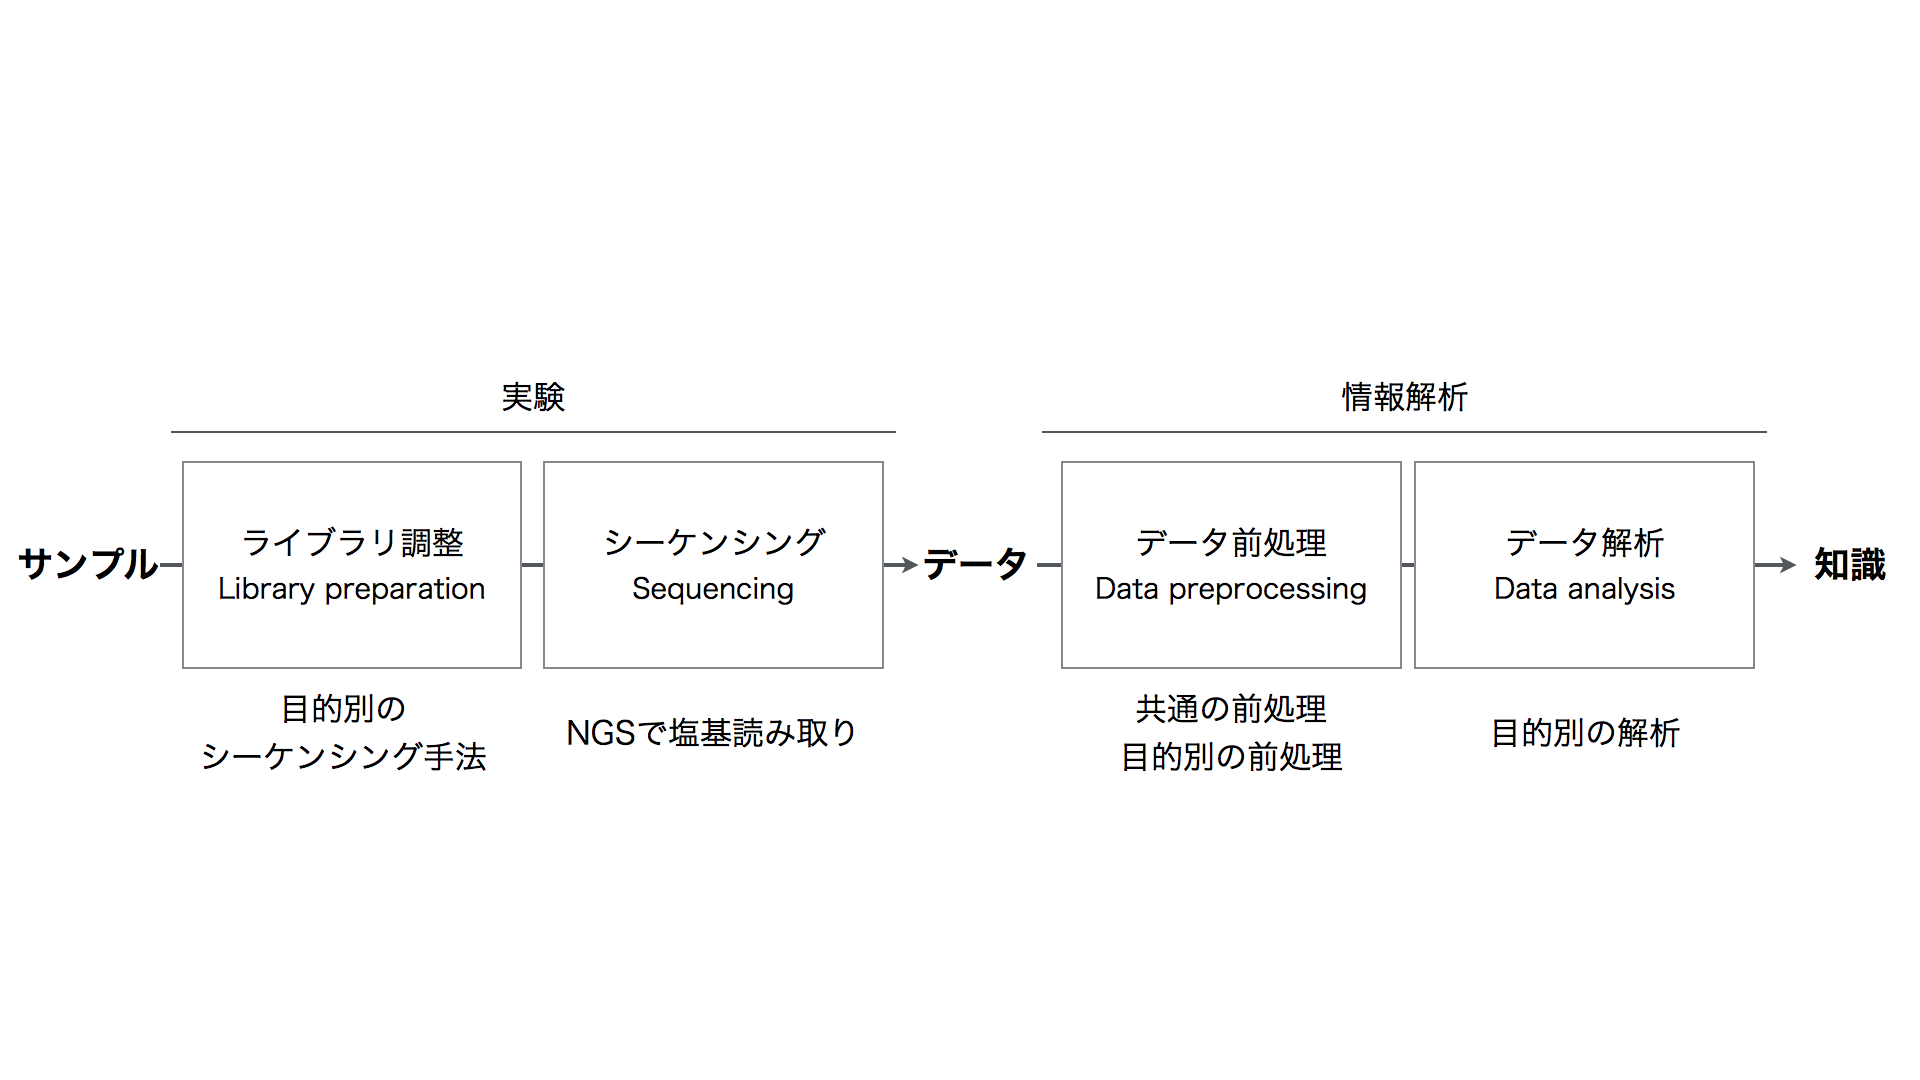 実験
情報解析
サンプル
ライブラリ調整
Library preparation
シーケンシング
Sequencing
データ
データ前処理
Data preprocessing
データ解析
Data analysis
知識
目的別の
シーケンシング手法
NGSで塩基読み取り
共通の前処理
目的別の前処理
目的別の解析